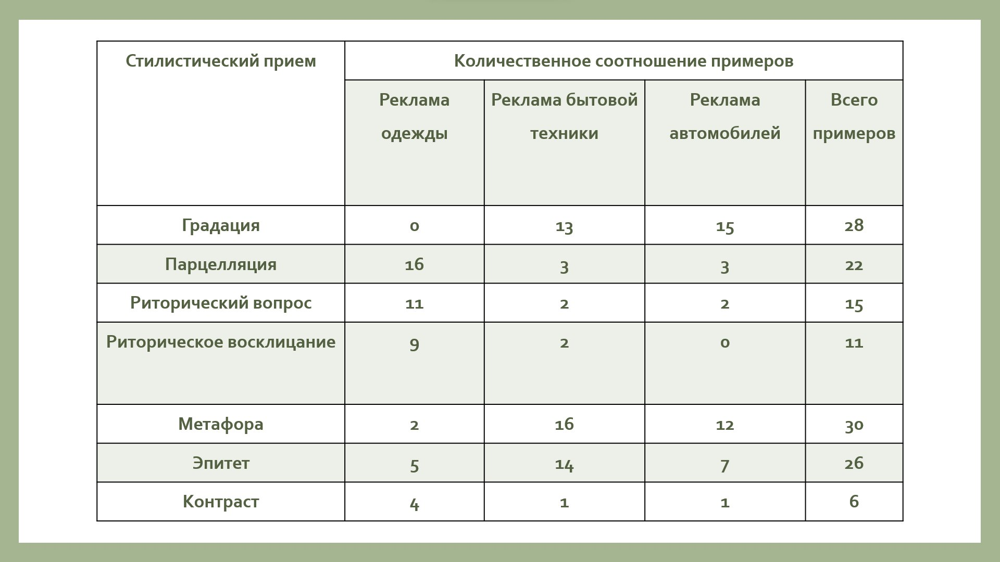 Стилистический прием
Количественное соотношение примеров
Реклама
одежды
Реклама бытовой
техники
Реклама
автомобилей
Всего
примеров
Градация 0 13 15 28
Парцелляция 16 3 3 22
Риторический вопрос 11 2 2 15
Риторическое восклицание 9 2 0 11
Метафора 2 16 12 30
Эпитет 5 14 7 26
Контраст 4 1 1 6